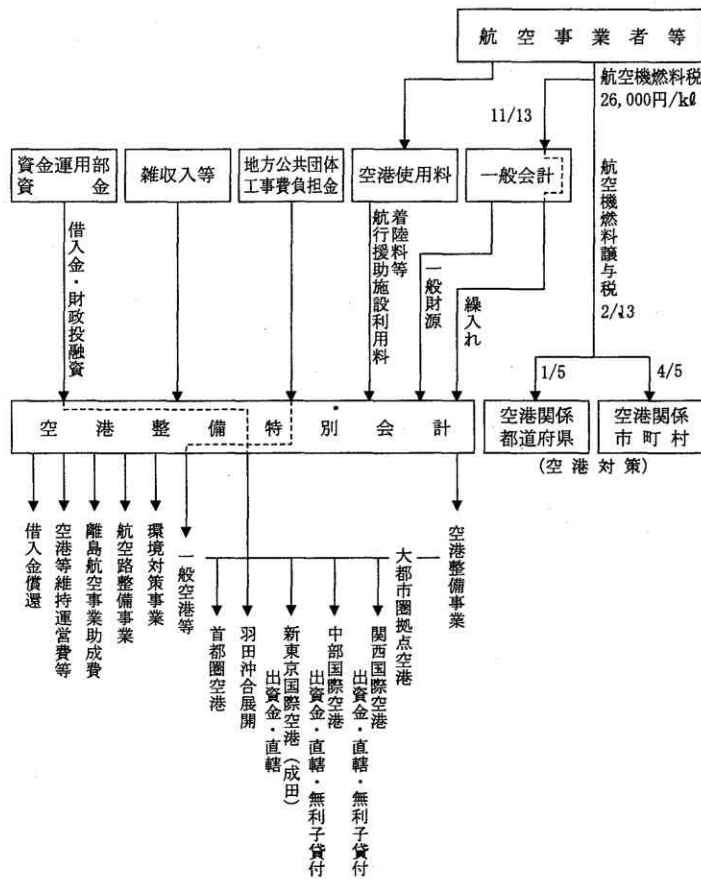 航空事業者等
航空機燃料税
26,000円/kℓ
11/13
資金運用部
資金
雑収入等
地方公共団体
工事費負担金
空港使用料
一般会計
借入金・財政投融資
着陸料等
航行援助施設利用料
一般財源
繰入れ
航空機燃料譲与税
2/13
1/5
4/5
空港整備特別会計
空港関係
都道府県
空港関係
市町村
(空港対策)
借入金償還
空港等維持運営費等
離島航空事業助成費
航空路整備事業
環境対策事業
一般空港等
大都市圏拠点空港
空港整備事業
首都圏空港
羽田沖合展開
新東京国際空港(成田)
出資金・直轄
中部国際空港
出資金・直轄・無利子貸付
関西国際空港
出資金・直轄・無利子貸付